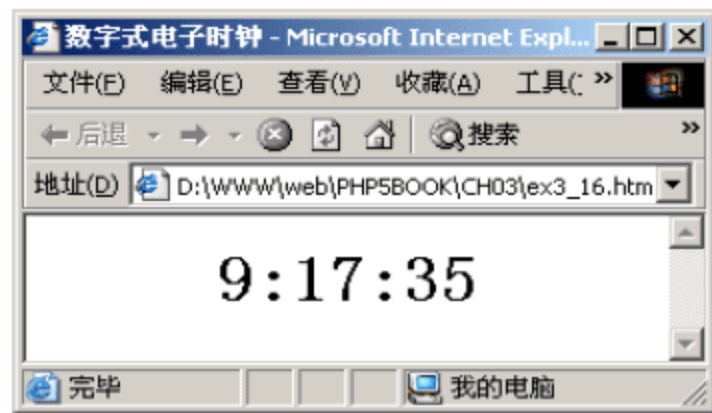 数字式电子时钟 - Microsoft Internet Expl...
文件(F) 编辑(E) 查看(V) 收藏(A) 工具(: »
后退 搜索 »
地址(D) D:\WWW\web\PHP5BOOK\CH03\ex3_16.htm
9:17:35
完毕 我的电脑